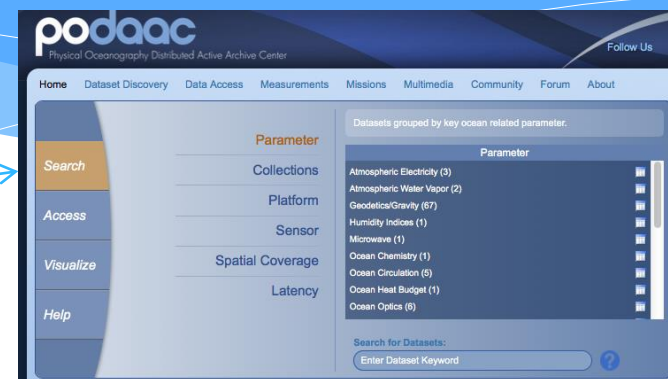 podaac
Physical Oceanography Distributed Active Archive Center
Follow Us
Home Dataset Discovery Data Access Measurements Missions Multimedia Community Forum About
Search
Access
Visualize
Help
Parameter
Collections
Platform
Sensor
Spatial Coverage
Latency
Datasets grouped by key ocean related parameter.
Parameter
Atmospheric Electricity (3)
Atmospheric Water Vapor (2)
Geodetics/Gravity (67)
Humidity Indices (1)
Microwave (1)
Ocean Chemistry (1)
Ocean Circulation (5)
Ocean Heat Budget (1)
Ocean Optics (6)
Search for Datasets:
Enter Dataset Keyword
?